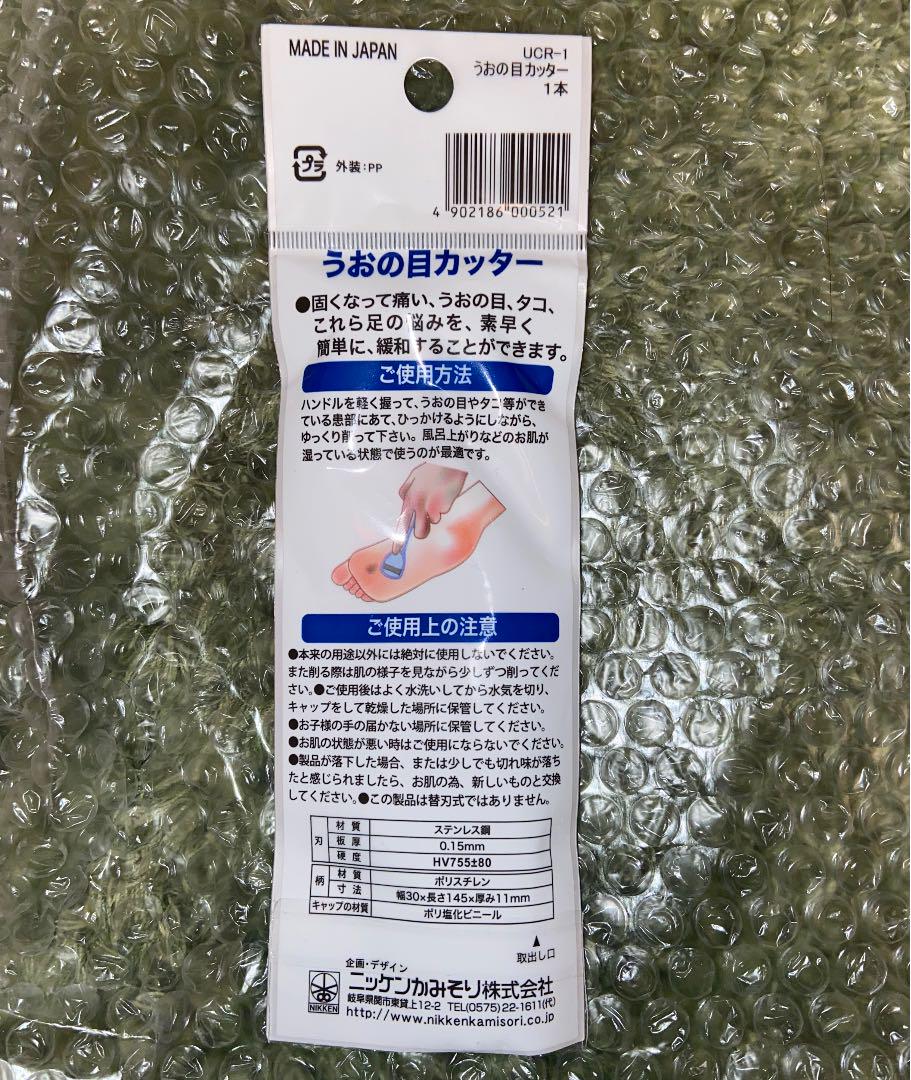 MADE IN JAPAN
UCR-1
うおの目カッター
1本
プラ
外装:PP
4 902186 000521
うおの目カッター
●固くなって痛い、うおの目、タコ、
これら足の悩みを、素早く
簡単に、緩和することができます。
ご使用方法
ハンドルを軽く握って、うおの目やタコ等ができ
ている患部にあて、ひっかけるようにしながら、
ゆっくり削って下さい。風呂上がりなどのお肌が
湿っている状態で使うのが最適です。
ご使用上の注意
●本来の用途以外には絶対に使用しないでください。
また削る際は肌の様子を見ながら少しずつ削ってくだ
さい。●ご使用後はよく水洗いしてから水気を切り、
キャップをして乾燥した場所に保管してください。
●お子様の手の届かない場所に保管してください。
●お肌の状態が悪い時はご使用にならないでください。
●製品が落下した場合、または少しでも切れ味が落ち
たと感じられましたら、お肌の為、新しいものと交換
してください。●この製品は替刃式ではありません。
刃 材質 ステンレス鋼
板厚 0.15mm
硬度 HV755±80
柄 材質 ポリスチレン
寸法 幅30×長さ145×厚み11mm
キャップの材質 ポリ塩化ビニール
▲
取出し口
企画・デザイン
ニッケンかみそり株式会社
岐阜県関市東貸上12-2 TEL(0575)22-1611(代)
NIKKEN
http://www.nikkenkamisori.co.jp